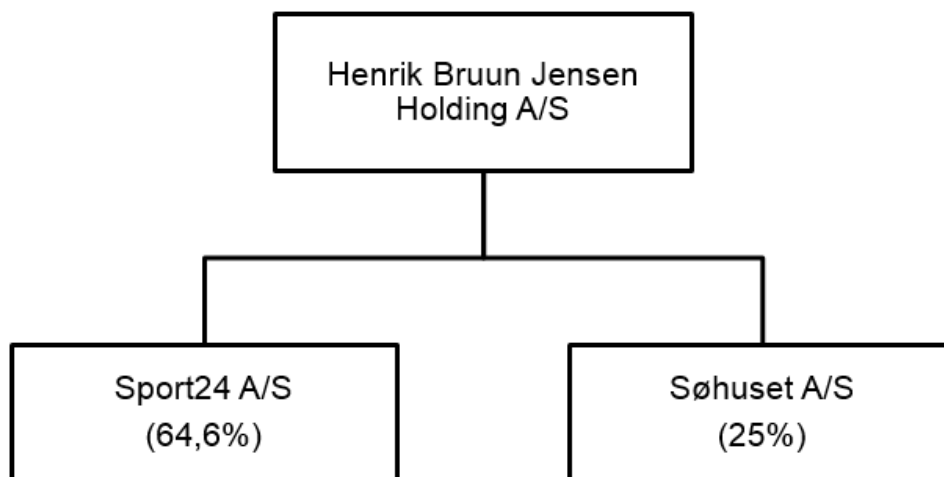 Henrik Bruun Jensen
Holding A/S
Sport24 A/S
(64,6%)
Søhuset A/S
(25%)